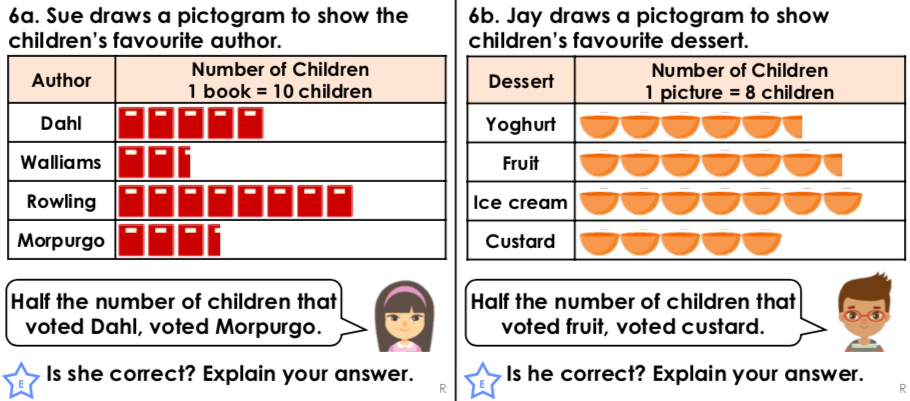 6a. Sue draws a pictogram to show the
children's favourite author.
Author
Number of Children
1 book = 10 children
Dahl
Walliams
Rowling
Morpurgo
Half the number of children that
voted Dahl, voted Morpurgo.
E
Is she correct? Explain your answer.
R
6b. Jay draws a pictogram to show
children's favourite dessert.
Dessert
Number of Children
1 picture = 8 children
Yoghurt
Fruit
Ice cream
Custard
Half the number of children that
voted fruit, voted custard.
E
Is he correct? Explain your answer.
R